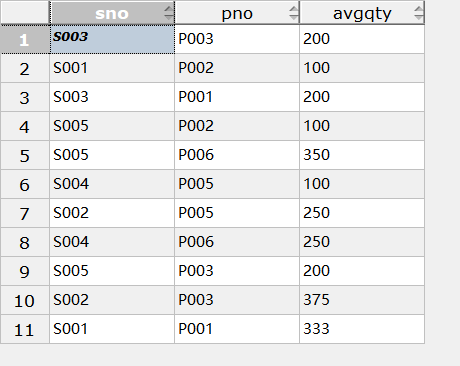 sno pno avgqty
1 S003 P003 200
2 S001 P002 100
3 S003 P001 200
4 S005 P002 100
5 S005 P006 350
6 S004 P005 100
7 S002 P005 250
8 S004 P006 250
9 S005 P003 200
10 S002 P003 375
11 S001 P001 333